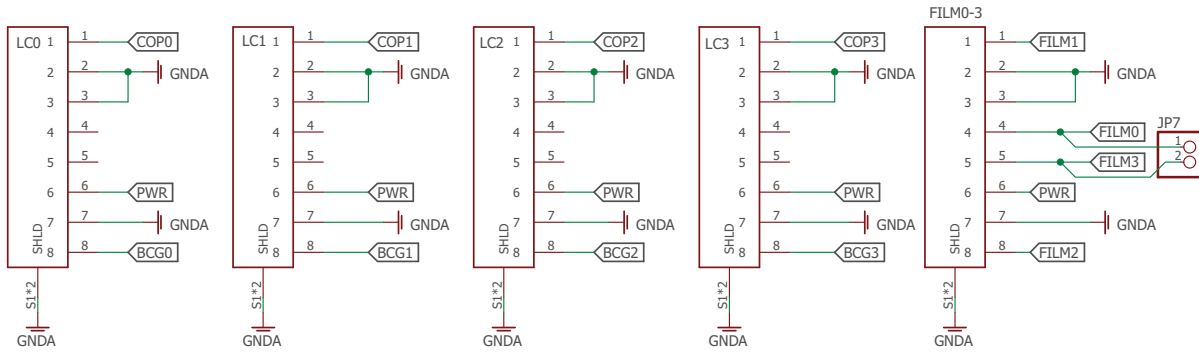 FILM0-3
LC0 1 1 COP0
2 2 GNDA
3 3
4 4
5 5
6 6 PWR
7 7 GNDA
SHLD
8 8 BCG0
S1*2
GNDA
LC1 1 1 COP1
2 2 GNDA
3 3
4 4
5 5
6 6 PWR
7 7 GNDA
SHLD
8 8 BCG1
S1*2
GNDA
LC2 1 1 COP2
2 2 GNDA
3 3
4 4
5 5
6 6 PWR
7 7 GNDA
SHLD
8 8 BCG2
S1*2
GNDA
LC3 1 1 COP3
2 2 GNDA
3 3
4 4
5 5
6 6 PWR
7 7 GNDA
SHLD
8 8 BCG3
S1*2
GNDA
1 1 FILM1
2 2 GNDA
3 3
4 4 FILM0
5 5 FILM3
6 6 PWR
7 7 GNDA
SHLD
8 8 FILM2
S1*2
GNDA
JP7
1
2